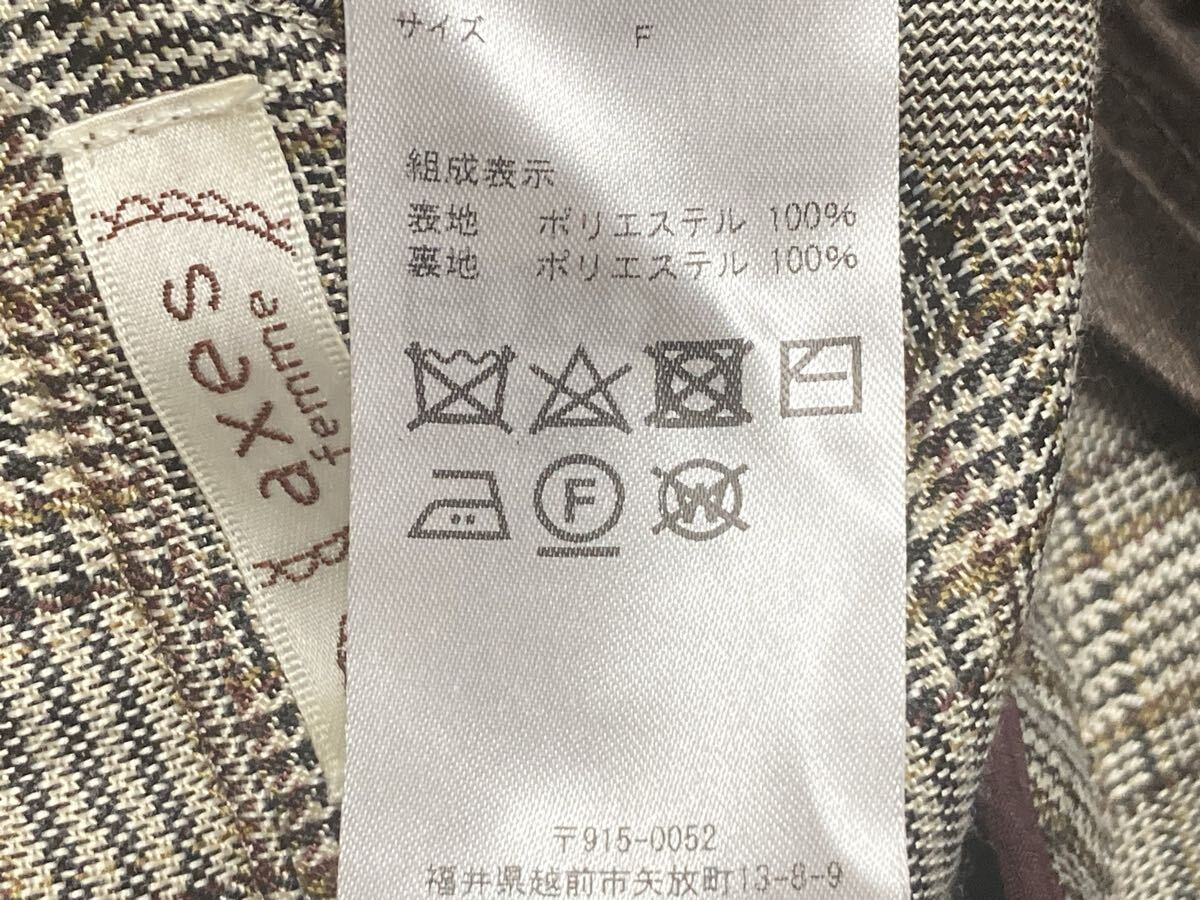 サイズ F
組成表示
表地 ポリエステル 100%
裏地 ポリエステル 100%
F
W
〒915-0052
福井県越前市矢放町13-8-9
axes
femme